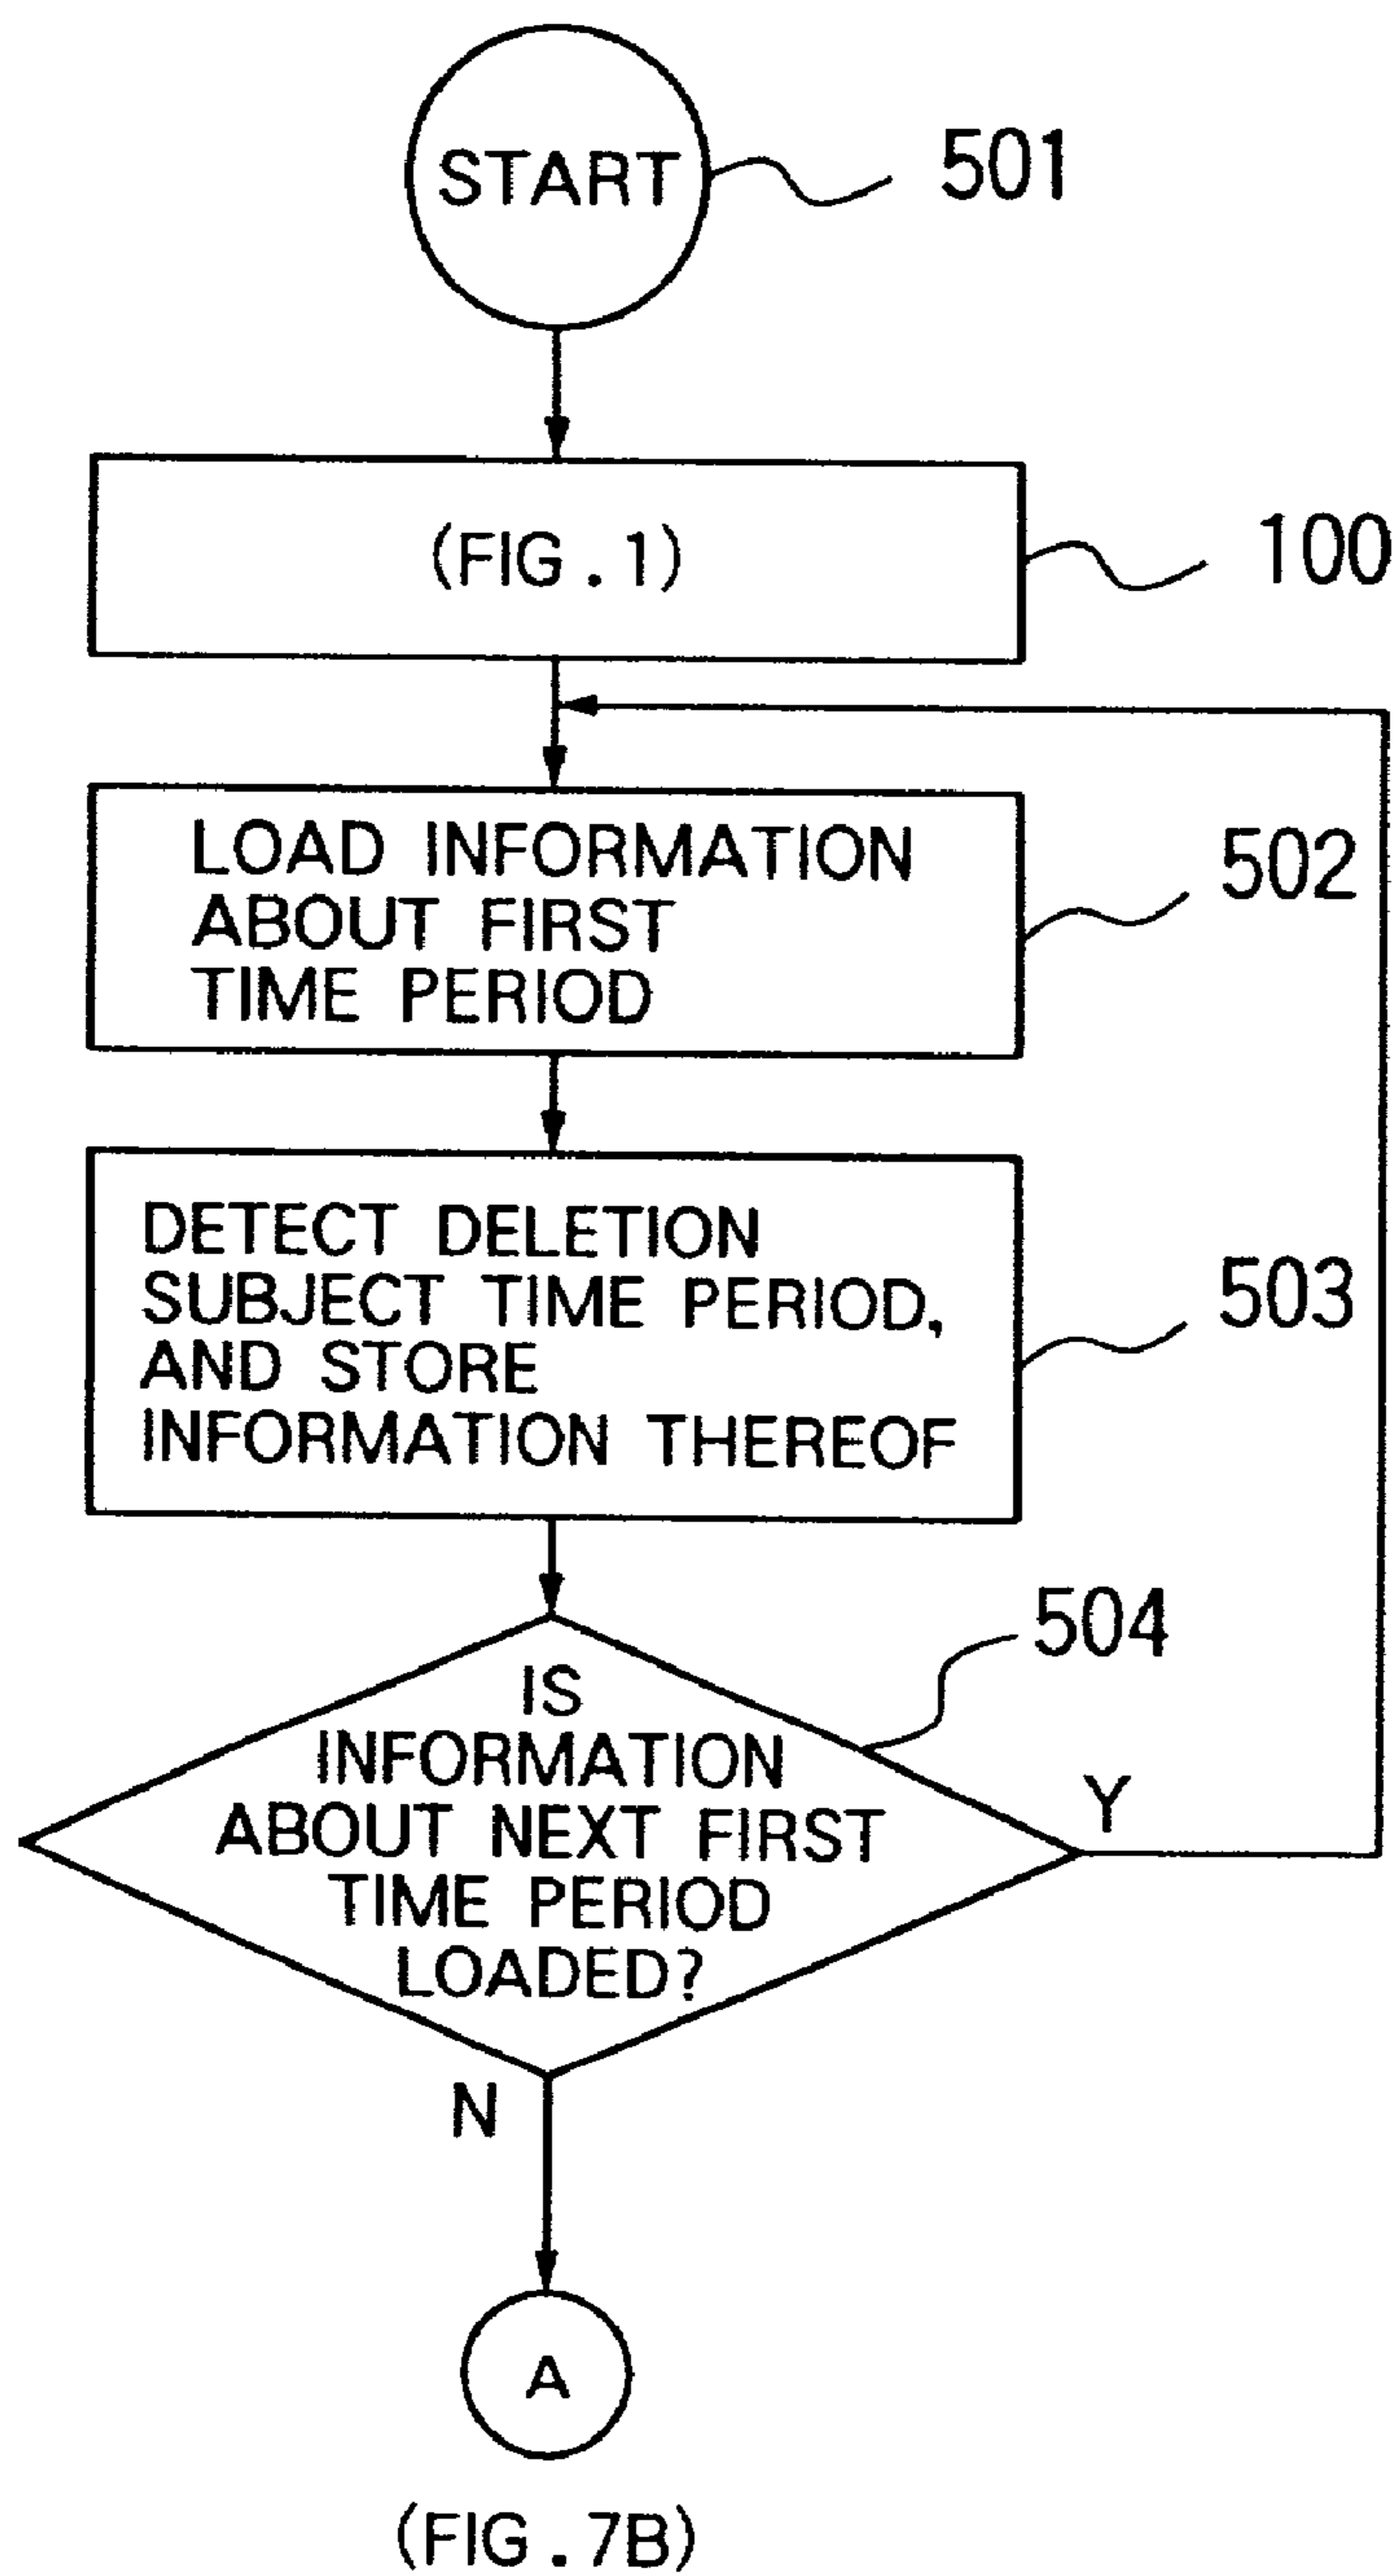 START
501
(FIG.1)
100
LOAD INFORMATION
ABOUT FIRST
TIME PERIOD
502
DETECT DELETION
SUBJECT TIME PERIOD,
AND STORE
INFORMATION THEREOF
503
504
IS
INFORMATION
ABOUT NEXT FIRST
TIME PERIOD
LOADED?
Y
N
A
(FIG.7B)